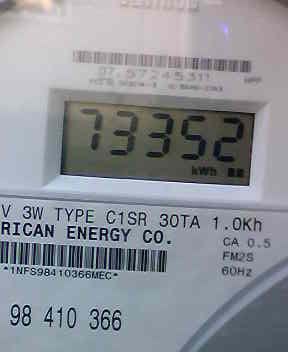 73352
kWh
V 3W TYPE C1SR 30TA 1.0Kh
RICAN ENERGY CO.
CA 0.5
FM2S
60Hz
*1NFS98410366MEC*
98 410 366